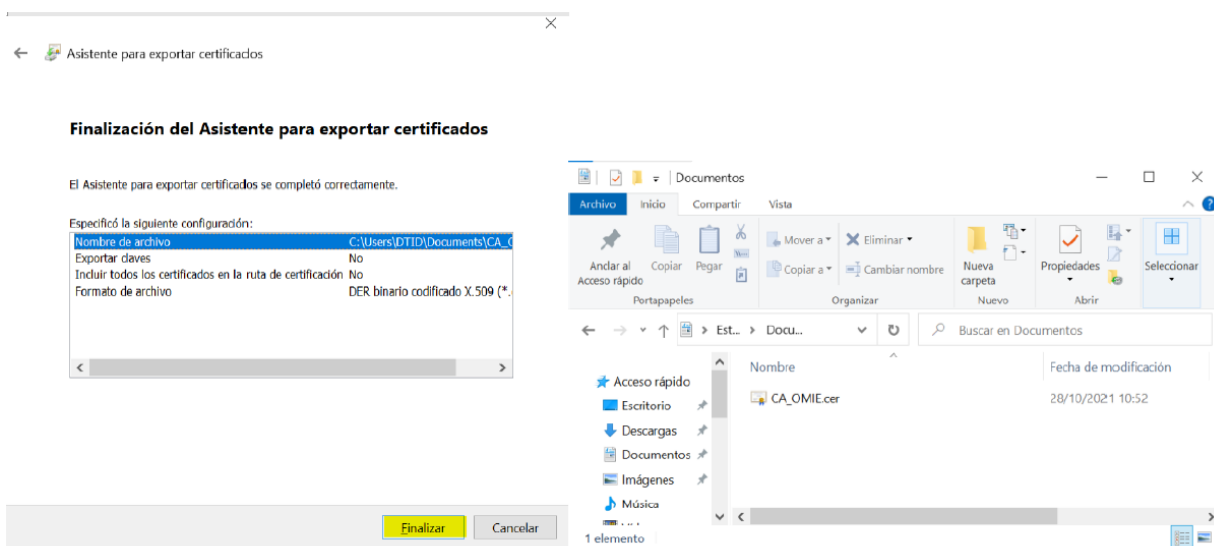 Asistente para exportar certificados
Finalización del Asistente para exportar certificados
El Asistente para exportar certificados se completó correctamente.
Especificó la siguiente configuración:
Nombre de archivo C:\Users\DTID\Documents\CA_
Exportar claves No
Incluir todos los certificados en la ruta de certificación No
Formato de archivo DER binario codificado X.509 (*.
Finalizar Cancelar
Documentos
Archivo Inicio Compartir Vista
Anclar al
Acceso rápido
Copiar
Pegar
Mover a
Copiar a
Eliminar
Cambiar nombre
Nueva
carpeta
Propiedades
Seleccionar
Portapapeles Organizar Nuevo Abrir
Est... > Docu... Buscar en Documentos
Nombre Fecha de modificación
Acceso rápido
Escritorio
Descargas
Documentos
Imágenes
Música
CA_OMIE.cer 28/10/2021 10:52
1 elemento